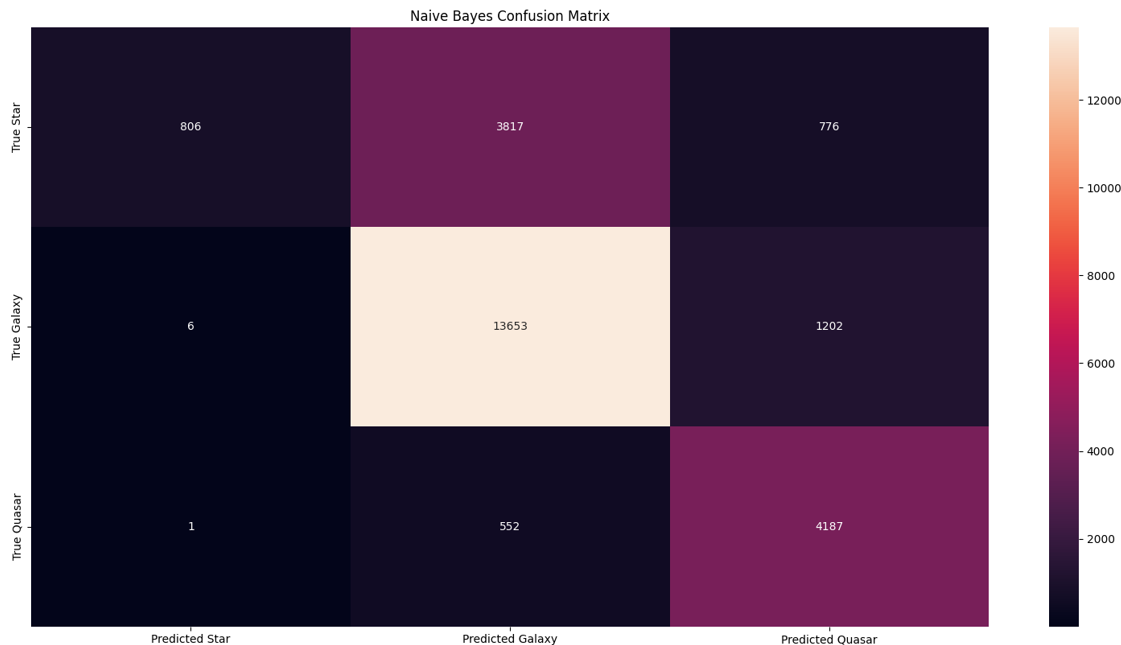 Naive Bayes Confusion Matrix
True Star
806
3817
776
True Galaxy
6
13653
1202
True Quasar
1
552
4187
Predicted Star
Predicted Galaxy
Predicted Quasar
12000
10000
8000
6000
4000
2000